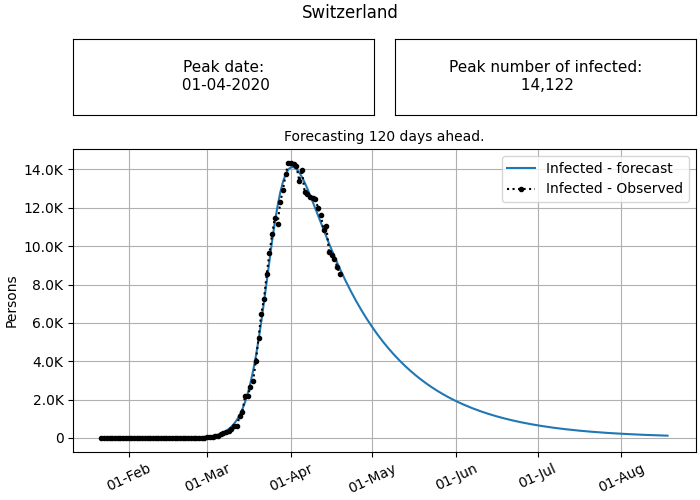 Switzerland
Peak date:
01-04-2020
Peak number of infected:
14,122
Forecasting 120 days ahead.
Infected - forecast
Infected - Observed
Persons
14.0K
12.0K
10.0K
8.0K
6.0K
4.0K
2.0K
0
01-Feb
01-Mar
01-Apr
01-May
01-Jun
01-Jul
01-Aug